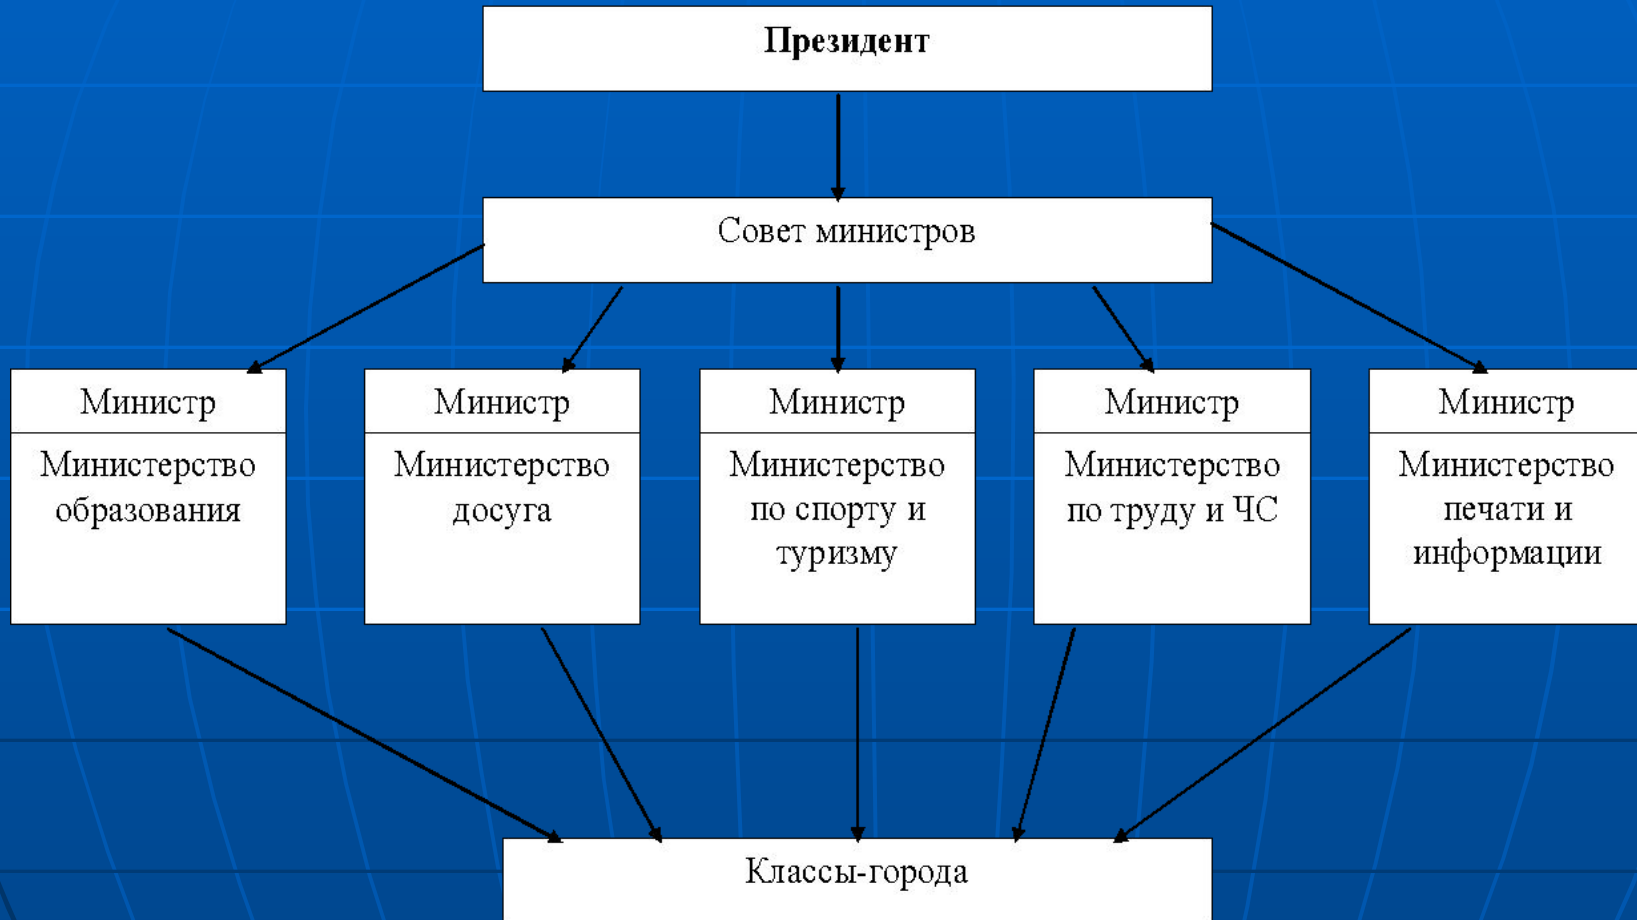 Президент
Совет министров
Министр
Министерство
образования
Министр
Министерство
досуга
Министр
Министерство
по спорту и
туризму
Министр
Министерство
по труду и ЧС
Министр
Министерство
печати и
информации
Классы-города